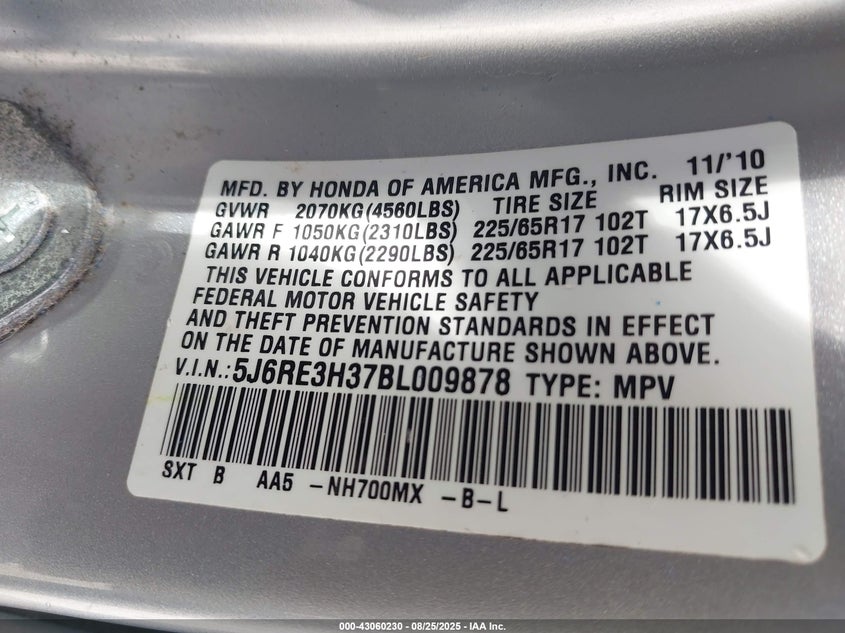 MFD. BY HONDA OF AMERICA MFG., INC. 11/'10
GVWR 2070KG(4560LBS) TIRE SIZE RIM SIZE
GAWR F 1050KG(2310LBS) 225/65R17 102T 17X6.5J
GAWR R 1040KG(2290LBS) 225/65R17 102T 17X6.5J
THIS VEHICLE CONFORMS TO ALL APPLICABLE
FEDERAL MOTOR VEHICLE SAFETY
AND THEFT PREVENTION STANDARDS IN EFFECT
ON THE DATE OF MANUFACTURE SHOWN ABOVE.
V.I.N.: 5J6RE3H37BL009878 TYPE: MPV
SXT B AA5 -NH700MX -B-L
000-43060230 - 08/25/2025 - IAA Inc.